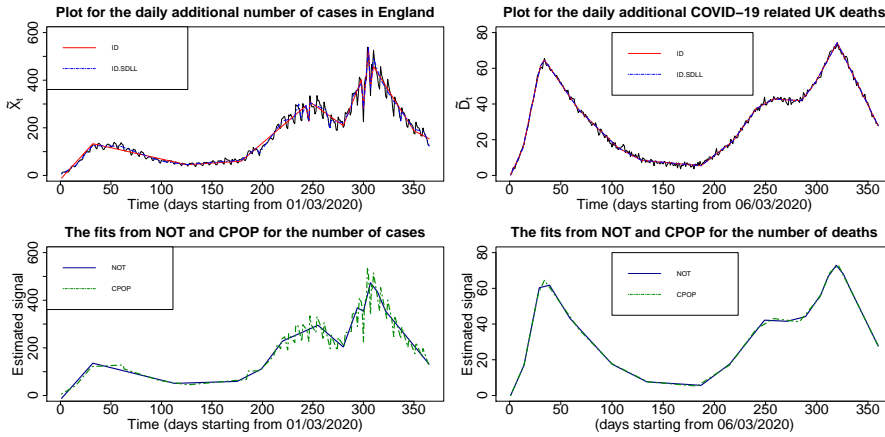 Plot for the daily additional number of cases in England
X̃t
600
400
200
0
ID
ID.SDLL
0 50 100 150 200 250 300 350
Time (days starting from 01/03/2020)
Plot for the daily additional COVID−19 related UK deaths
D̃t
80
60
40
20
0
ID
ID.SDLL
0 50 100 150 200 250 300 350
Time (days starting from 06/03/2020)
The fits from NOT and CPOP for the number of cases
Estimated signal
600
400
200
0
NOT
CPOP
0 50 100 150 200 250 300 350
Time (days starting from 01/03/2020)
The fits from NOT and CPOP for the number of deaths
Estimated signal
80
60
40
20
0
NOT
CPOP
0 50 100 150 200 250 300 350
(days starting from 06/03/2020)